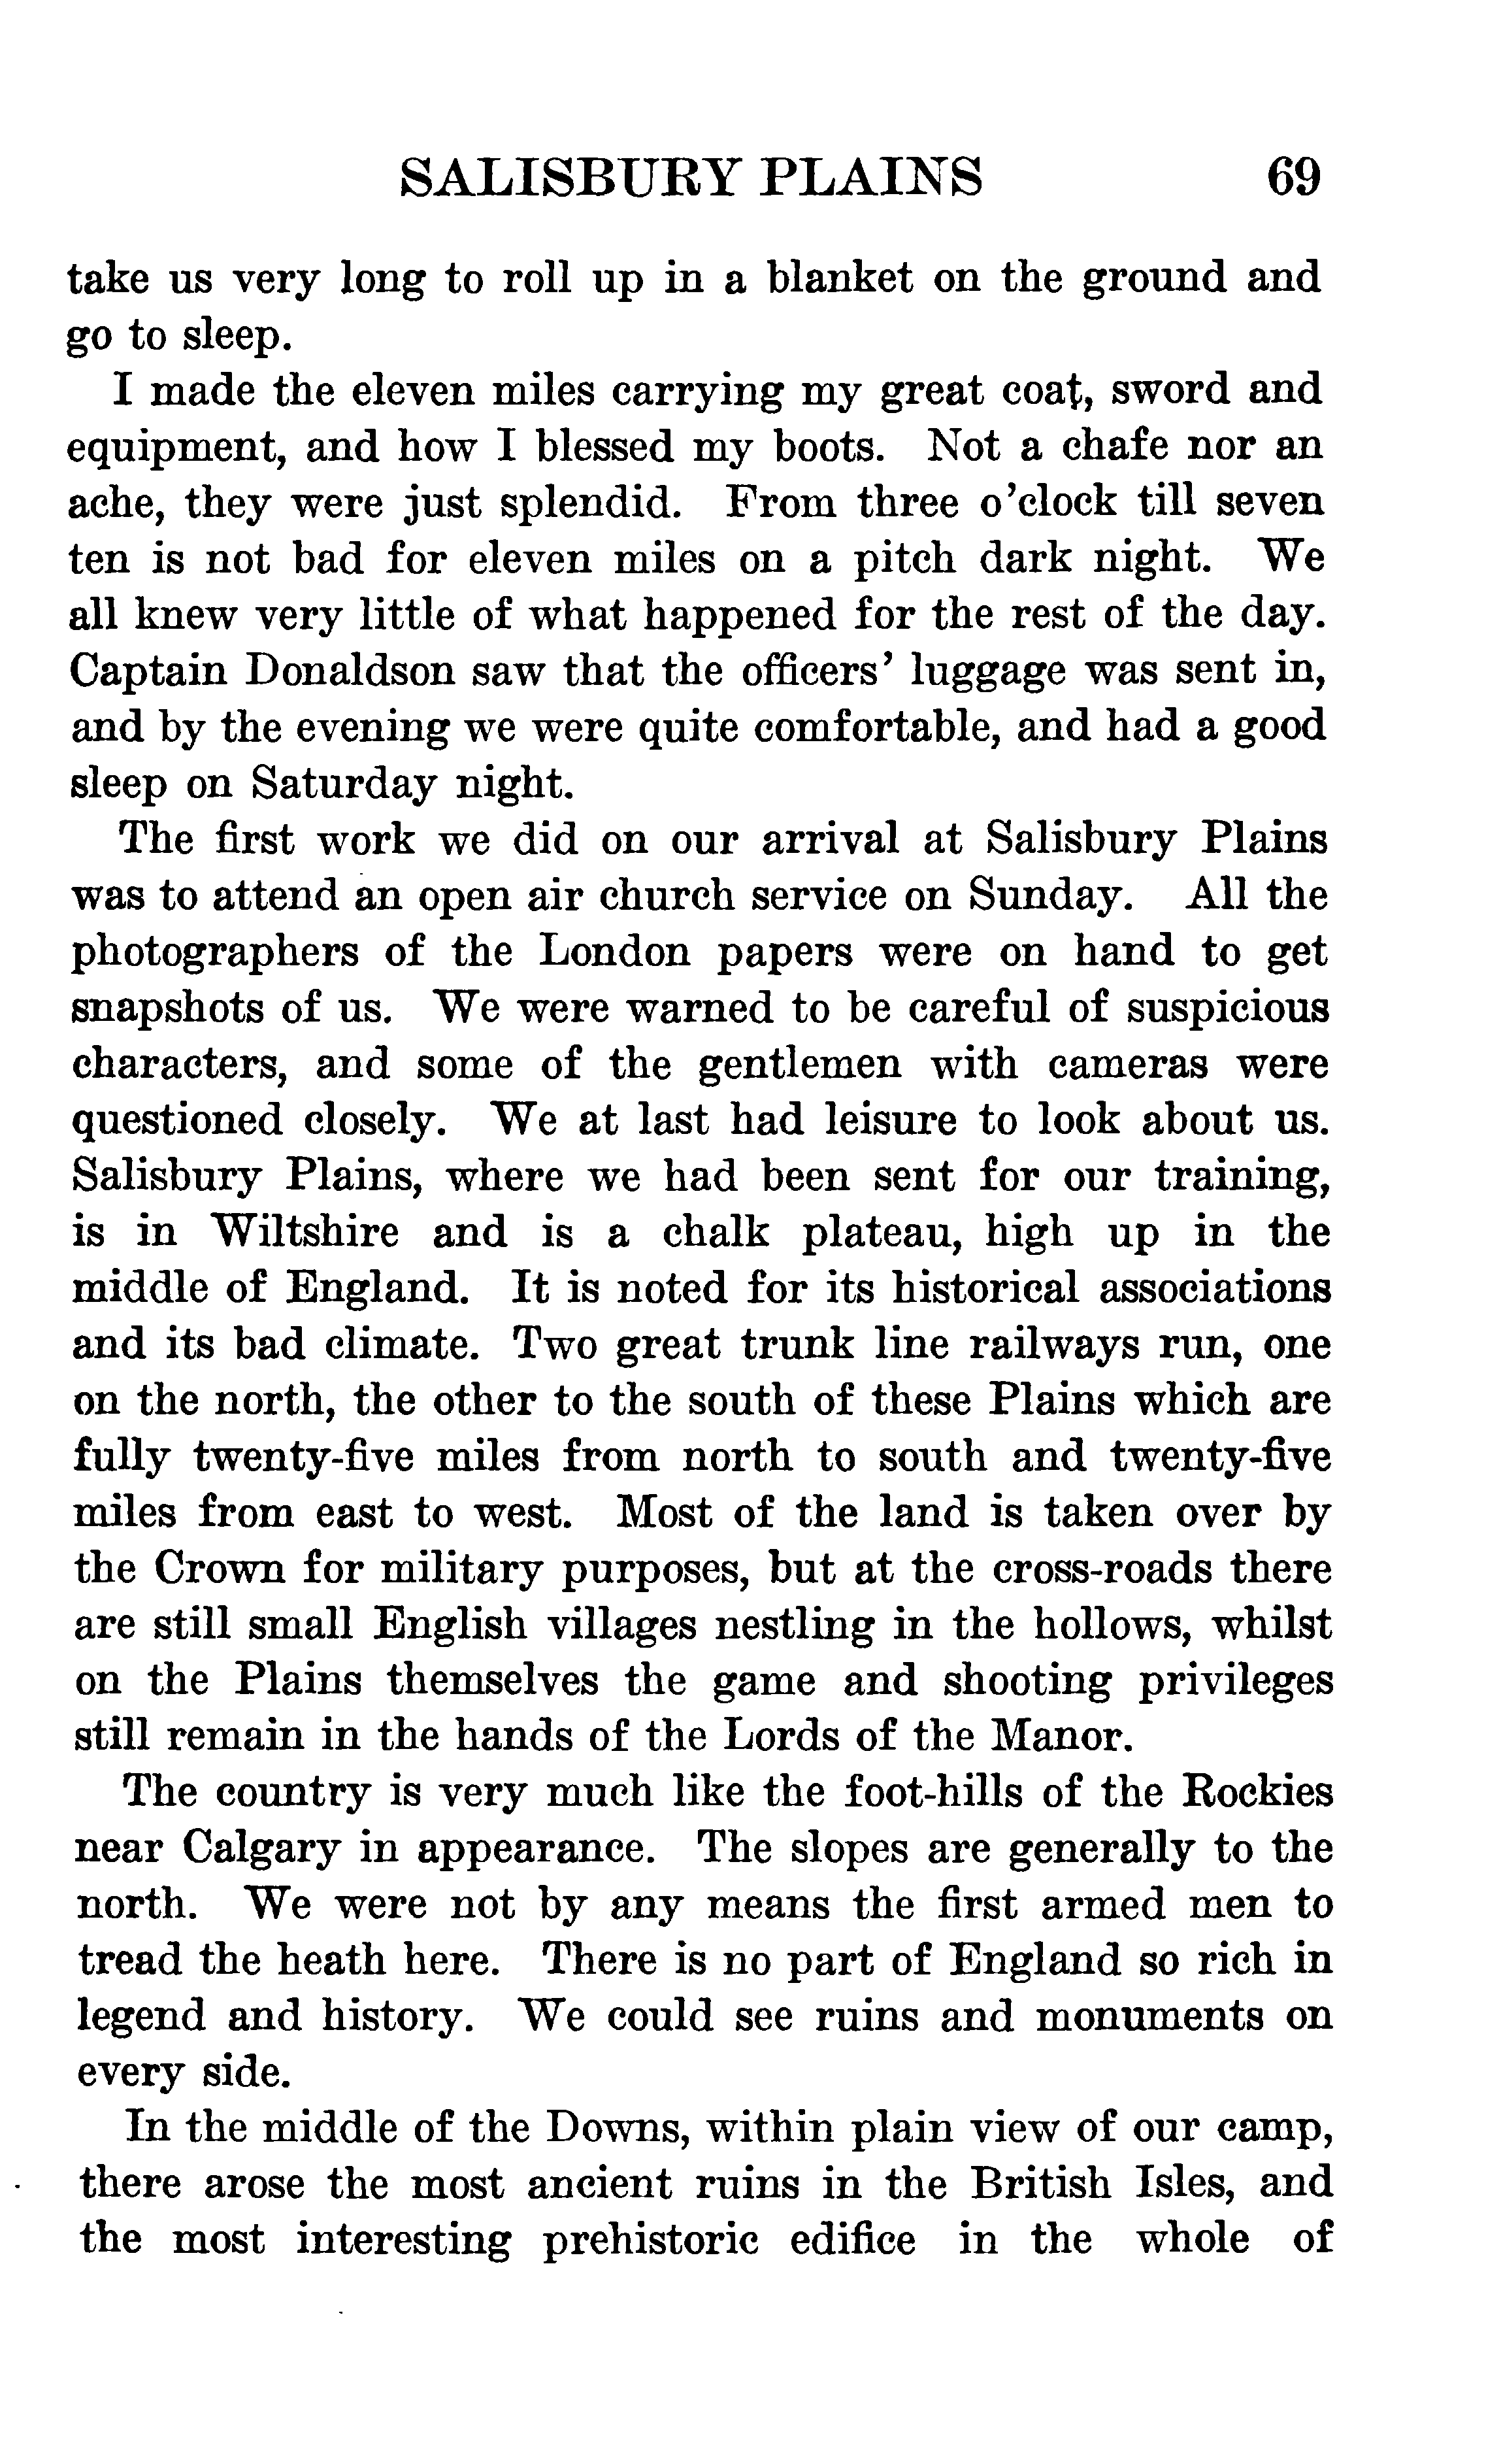 SALISBURY PLAINS 69
take us very long to roll up in a blanket on the ground and
go to sleep.
I made the eleven miles carrying my great coat, sword and
equipment, and how I blessed my boots. Not a chafe nor an
ache, they were just splendid. From three o'clock till seven
ten is not bad for eleven miles on a pitch dark night. We
all knew very little of what happened for the rest of the day.
Captain Donaldson saw that the officers' luggage was sent in,
and by the evening we were quite comfortable, and had a good
sleep on Saturday night.
The first work we did on our arrival at Salisbury Plains
was to attend an open air church service on Sunday. All the
photographers of the London papers were on hand to get
snapshots of us. We were warned to be careful of suspicious
characters, and some of the gentlemen with cameras were
questioned closely. We at last had leisure to look about us.
Salisbury Plains, where we had been sent for our training,
is in Wiltshire and is a chalk plateau, high up in the
middle of England. It is noted for its historical associations
and its bad climate. Two great trunk line railways run, one
on the north, the other to the south of these Plains which are
fully twenty-five miles from north to south and twenty-five
miles from east to west. Most of the land is taken over by
the Crown for military purposes, but at the cross-roads there
are still small English villages nestling in the hollows, whilst
on the Plains themselves the game and shooting privileges
still remain in the hands of the Lords of the Manor.
The country is very much like the foot-hills of the Rockies
near Calgary in appearance. The slopes are generally to the
north. We were not by any means the first armed men to
tread the heath here. There is no part of England so rich in
legend and history. We could see ruins and monuments on
every side.
In the middle of the Downs, within plain view of our camp,
there arose the most ancient ruins in the British Isles, and
the most interesting prehistoric edifice in the whole of